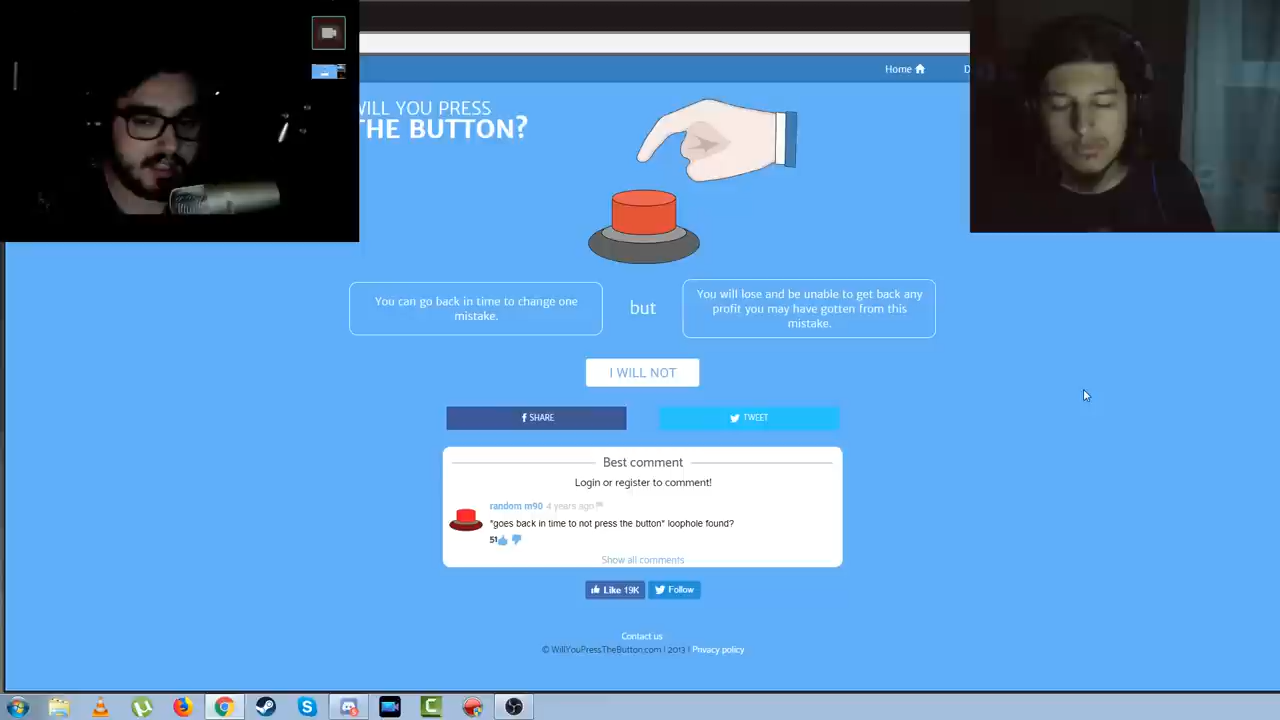 Home
WILL YOU PRESS
THE BUTTON?
You can go back in time to change one
mistake.
but
You will lose and be unable to get back any
profit you may have gotten from this
mistake.
I WILL NOT
SHARE
TWEET
Best comment
Login or register to comment!
random m90 4 years ago
*goes back in time to not press the button* loophole found?
51
Show all comments
Like 19K
Follow
Contact us
© WillYouPressTheButton.com | 2013 | Privacy policy